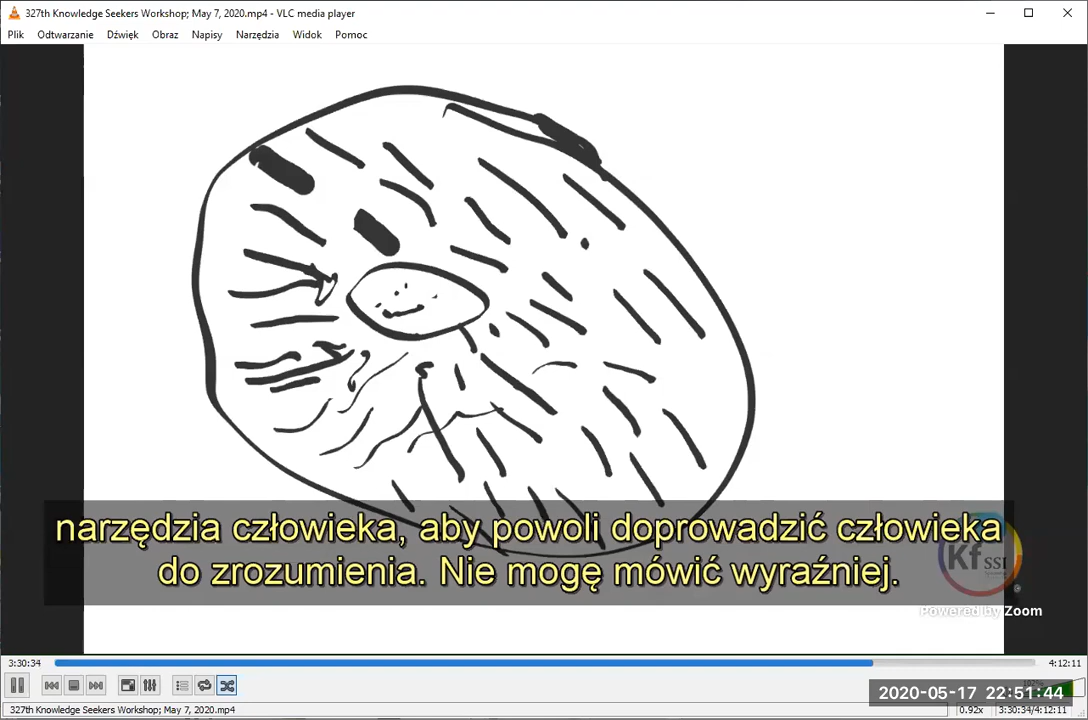 327th Knowledge Seekers Workshop; May 7, 2020.mp4 - VLC media player
Plik Odtwarzanie Dźwięk Obraz Napisy Narzędzia Widok Pomoc
narzędzia człowieka, aby powoli doprowadzić człowieka
do zrozumienia. Nie mogę mówić wyraźniej.
Kf SSI
Powered by Zoom
3:30:34 4:12:11
2020-05-17 22:51:44
327th Knowledge Seekers Workshop; May 7, 2020.mp4 0.92x 3:30:34/4:12:11